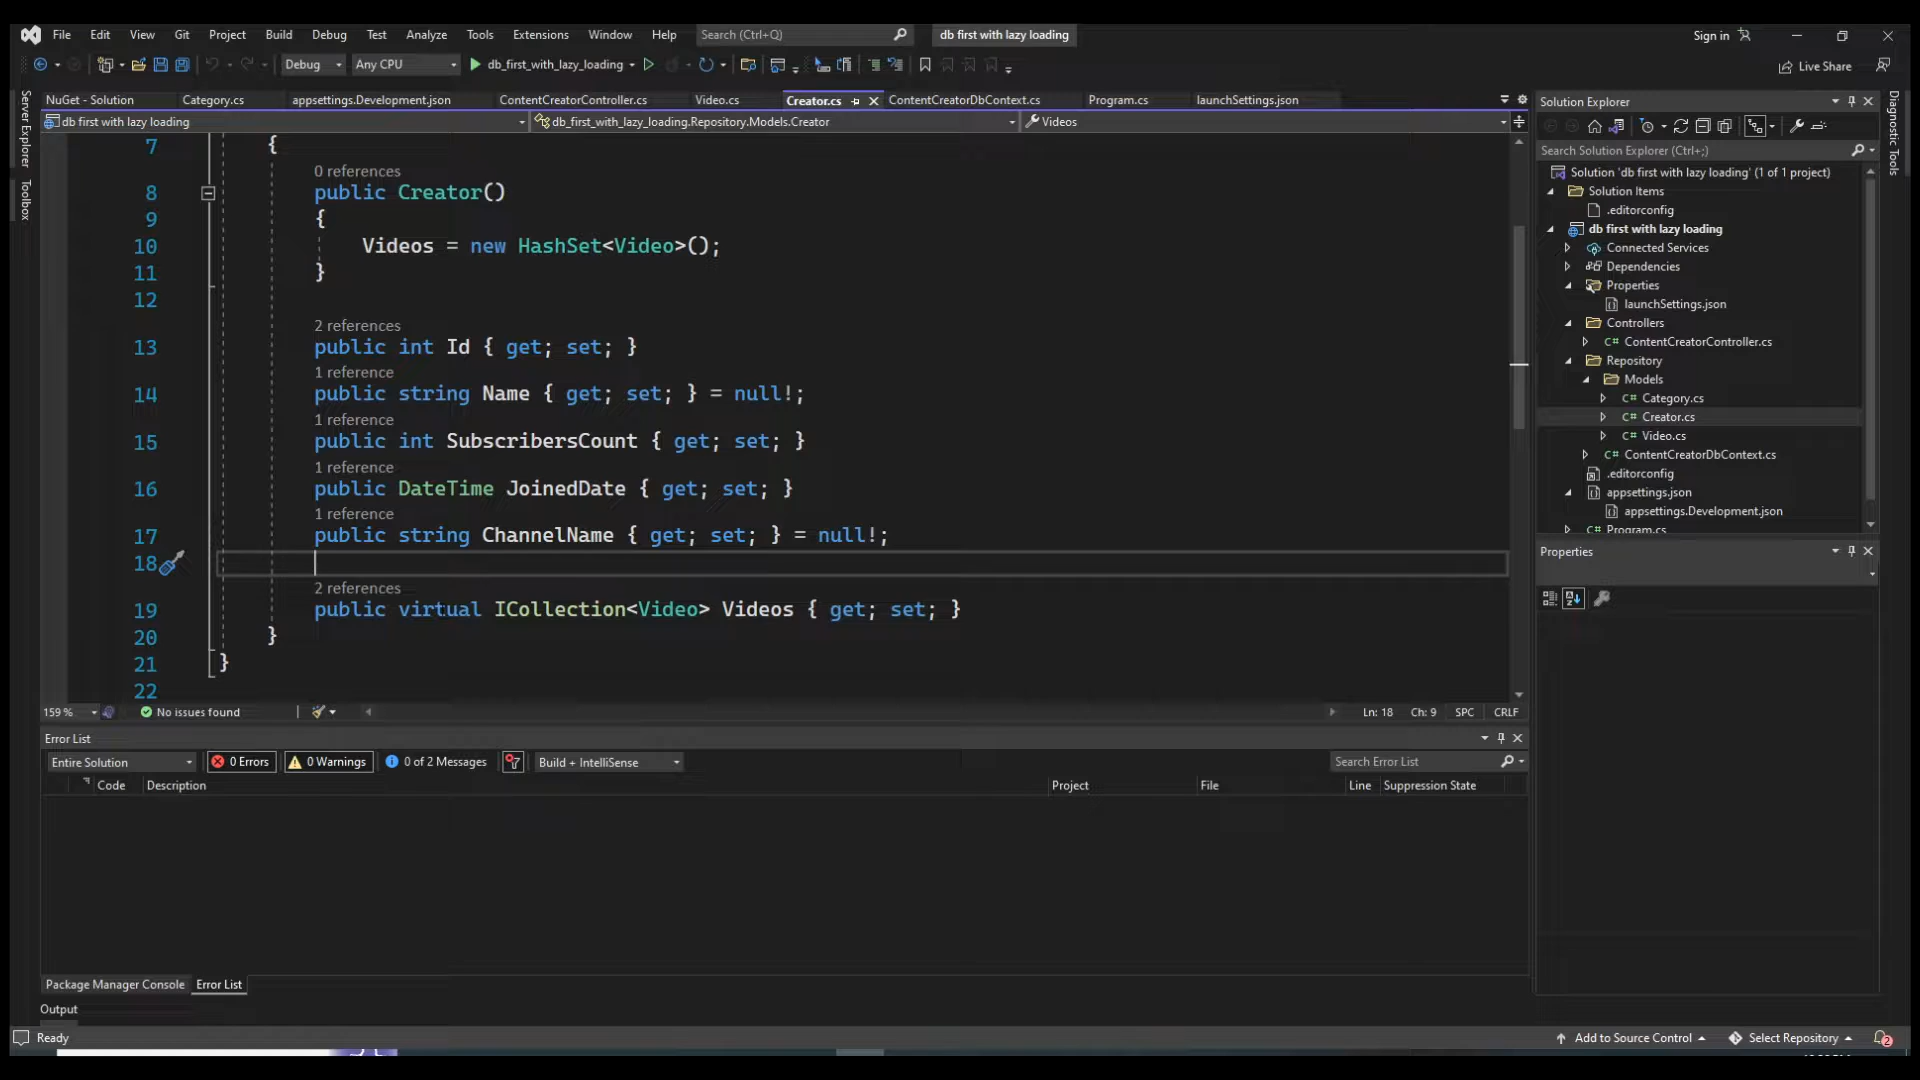 File Edit View Git Project Build Debug Test Analyze Tools Extensions Window Help Search (Ctrl+Q) db first with lazy loading Sign in
Debug Any CPU db_first_with_lazy_loading Live Share
Server Explorer
Toolbox
NuGet - Solution Category.cs appsettings.Development.json ContentCreatorController.cs Video.cs Creator.cs ContentCreatorDbContext.cs Program.cs launchSettings.json
db first with lazy loading db_first_with_lazy_loading.Repository.Models.Creator Videos
7 {
0 references
8 public Creator()
9 {
10 Videos = new HashSet<Video>();
11 }
12
2 references
13 public int Id { get; set; }
1 reference
14 public string Name { get; set; } = null!;
1 reference
15 public int SubscribersCount { get; set; }
1 reference
16 public DateTime JoinedDate { get; set; }
1 reference
17 public string ChannelName { get; set; } = null!;
18
2 references
19 public virtual ICollection<Video> Videos { get; set; }
20 }
21 }
22
159 % No issues found Ln: 18 Ch: 9 SPC CRLF
Error List
Entire Solution 0 Errors 0 Warnings 0 of 2 Messages Build + IntelliSense Search Error List
Code Description Project File Line Suppression State
Package Manager Console Error List
Output
Ready Add to Source Control Select Repository 2
Solution Explorer
Search Solution Explorer (Ctrl+;)
Solution 'db first with lazy loading' (1 of 1 project)
Solution Items
.editorconfig
db first with lazy loading
Connected Services
Dependencies
Properties
launchSettings.json
Controllers
C# ContentCreatorController.cs
Repository
Models
C# Category.cs
C# Creator.cs
C# Video.cs
C# ContentCreatorDbContext.cs
.editorconfig
appsettings.json
appsettings.Development.json
C# Program.cs
Properties
Diagnostic Tools